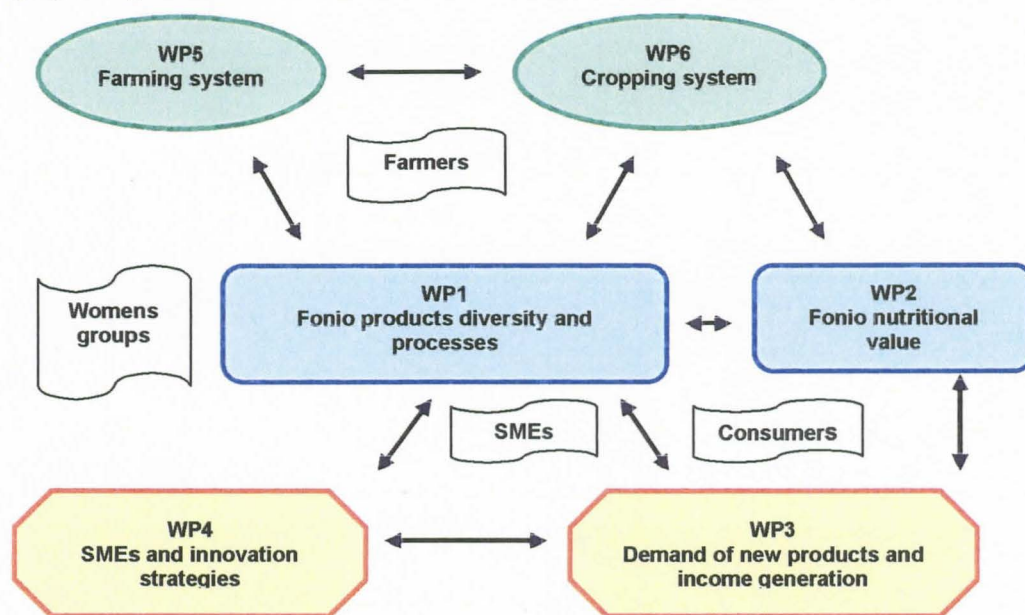 WP5
Farming system
WP6
Cropping system
Farmers
Womens
groups
WP1
Fonio products diversity and
processes
WP2
Fonio nutritional
value
SMEs
Consumers
WP4
SMEs and innovation
strategies
WP3
Demand of new products and
income generation